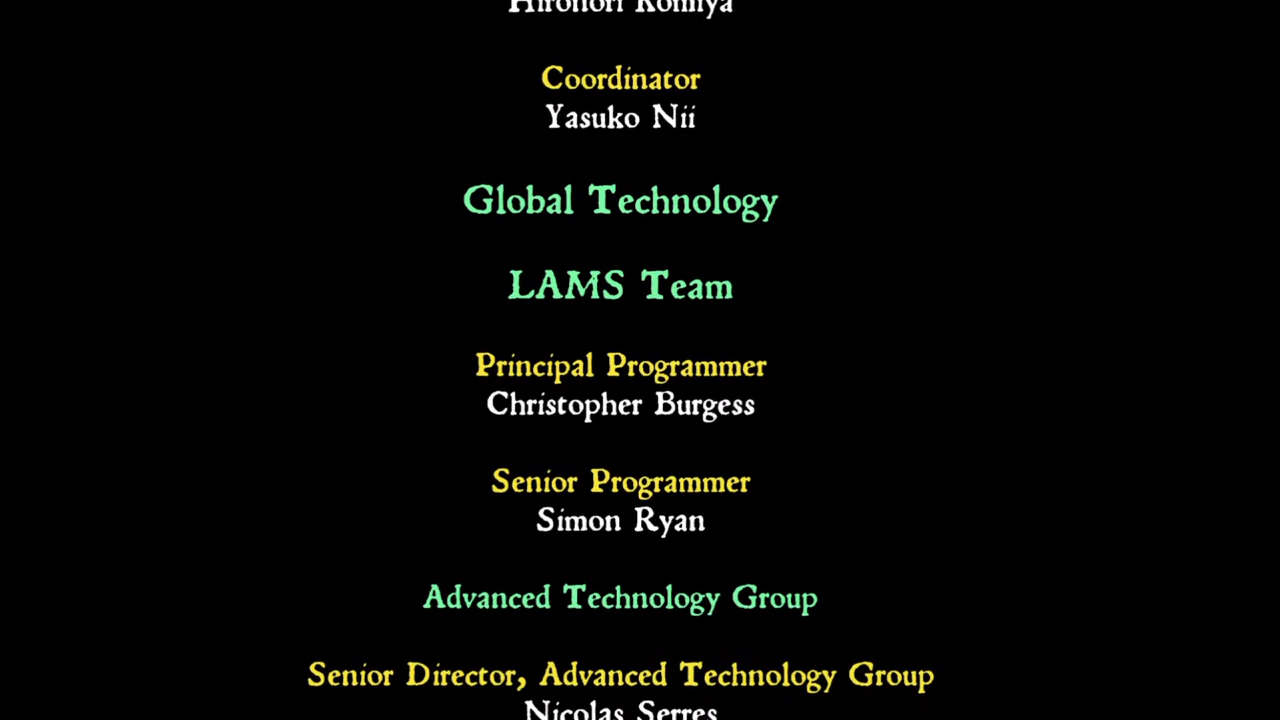 Hironori Komiya
Coordinator
Yasuko Nii
Global Technology
LAMS Team
Principal Programmer
Christopher Burgess
Senior Programmer
Simon Ryan
Advanced Technology Group
Senior Director, Advanced Technology Group
Nicolas Serres